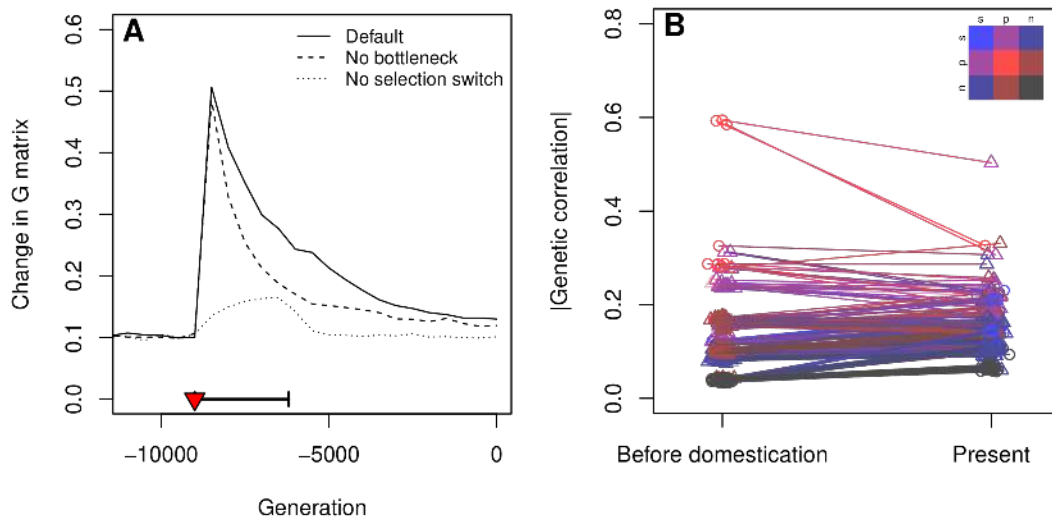 A
Default
No bottleneck
No selection switch
Change in G matrix
0.0
0.1
0.2
0.3
0.4
0.5
0.6
−10000
−5000
0
Generation
B
s p n
s
p
n
|Genetic correlation|
0.0
0.2
0.4
0.6
0.8
Before domestication
Present